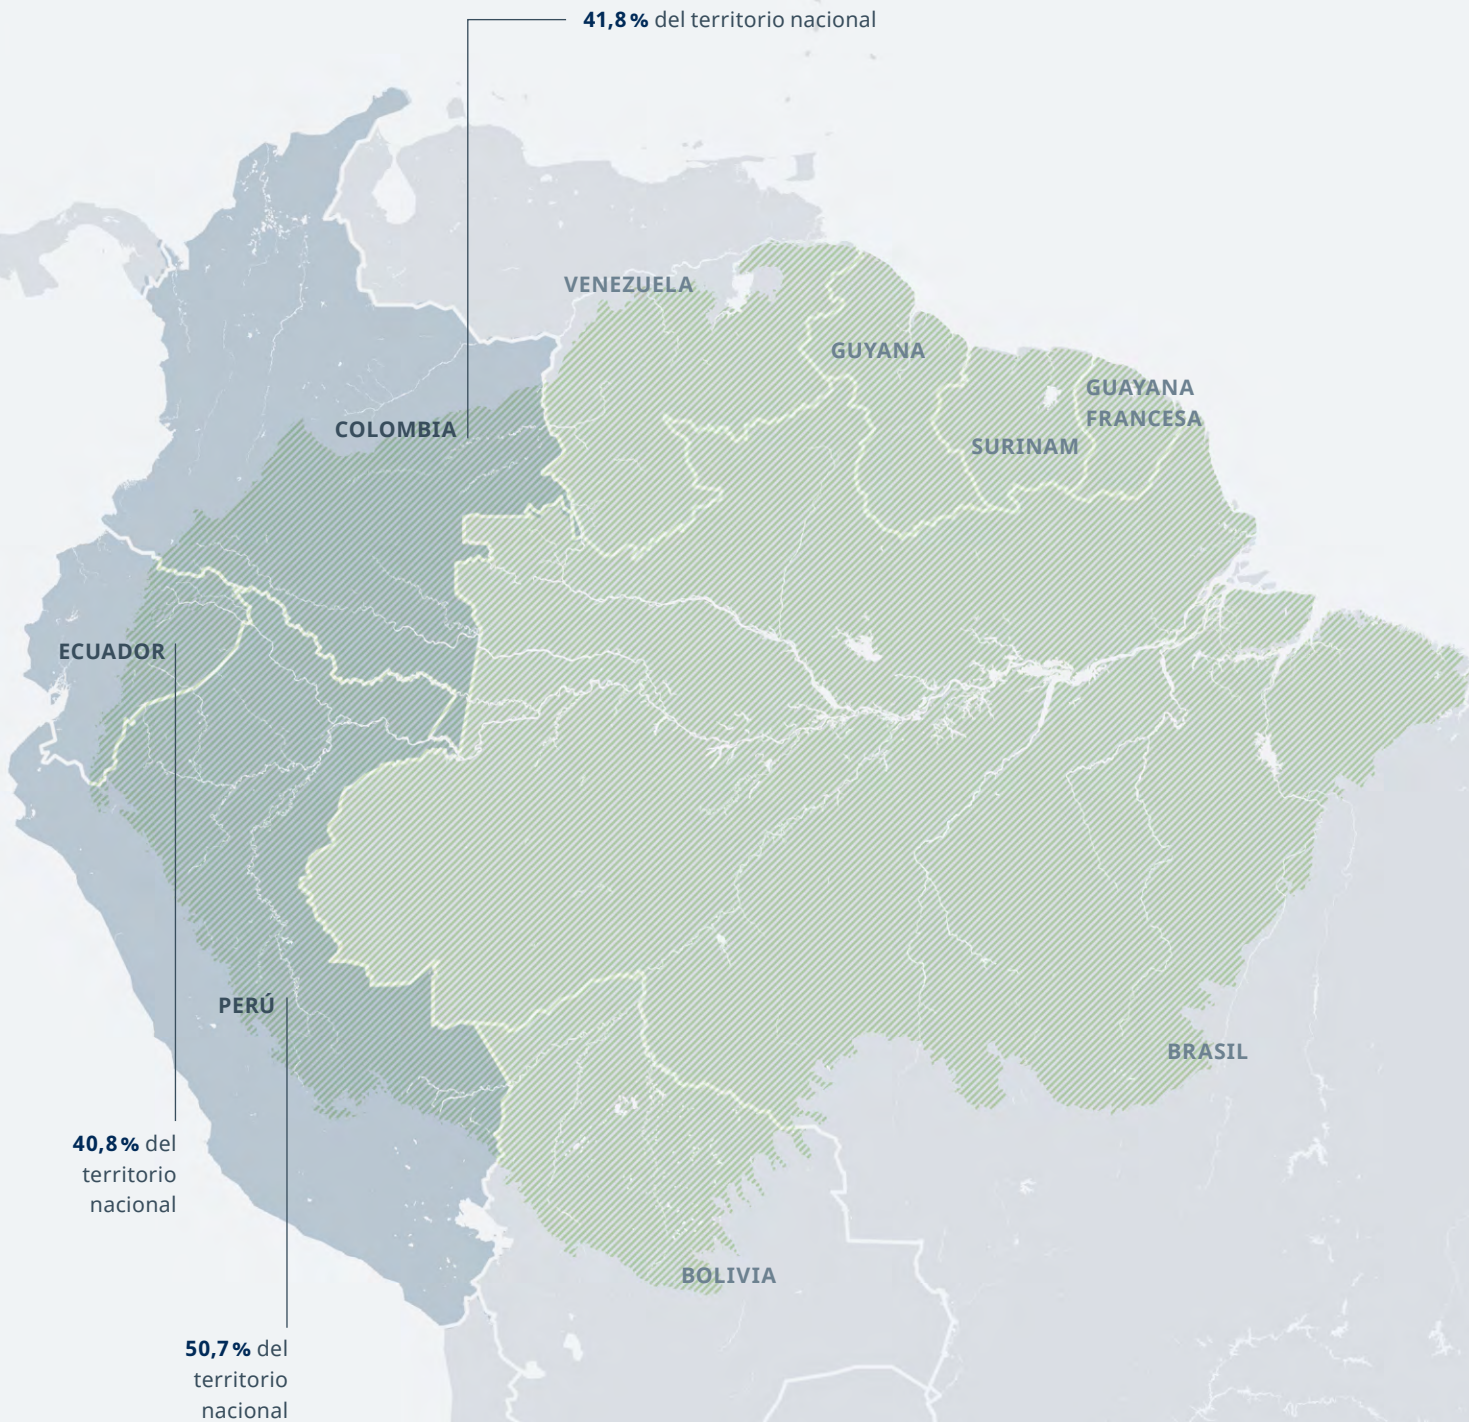 41,8 % del territorio nacional
VENEZUELA
GUYANA
GUAYANA
FRANCESA
COLOMBIA
SURINAM
ECUADOR
PERÚ
BRASIL
40,8 % del
territorio
nacional
BOLIVIA
50,7 % del
territorio
nacional